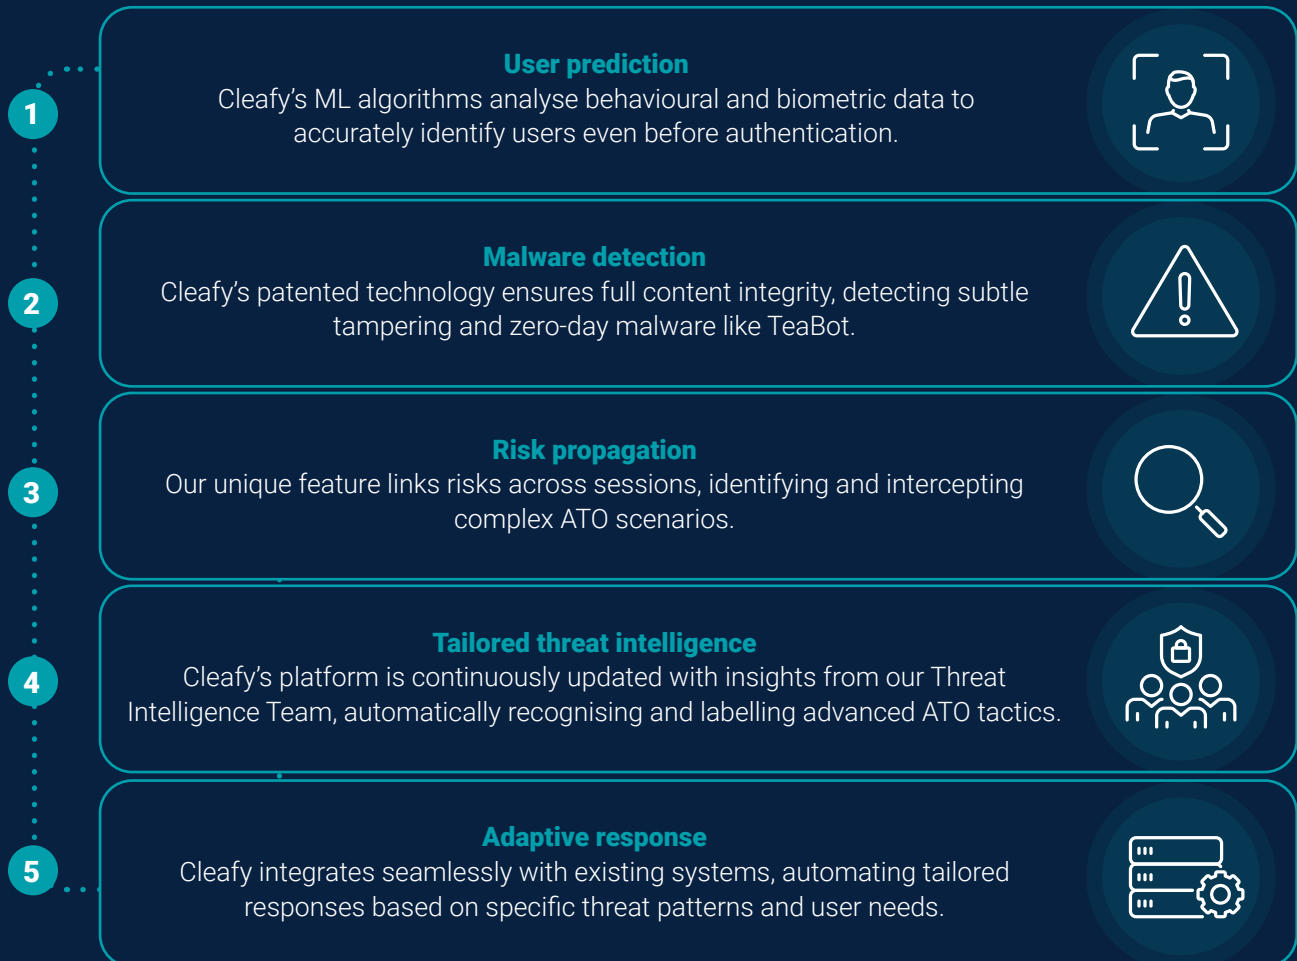 1
User prediction
Cleafy's ML algorithms analyse behavioural and biometric data to
accurately identify users even before authentication.
2
Malware detection
Cleafy's patented technology ensures full content integrity, detecting subtle
tampering and zero-day malware like TeaBot.
3
Risk propagation
Our unique feature links risks across sessions, identifying and intercepting
complex ATO scenarios.
4
Tailored threat intelligence
Cleafy's platform is continuously updated with insights from our Threat
Intelligence Team, automatically recognising and labelling advanced ATO tactics.
5
Adaptive response
Cleafy integrates seamlessly with existing systems, automating tailored
responses based on specific threat patterns and user needs.